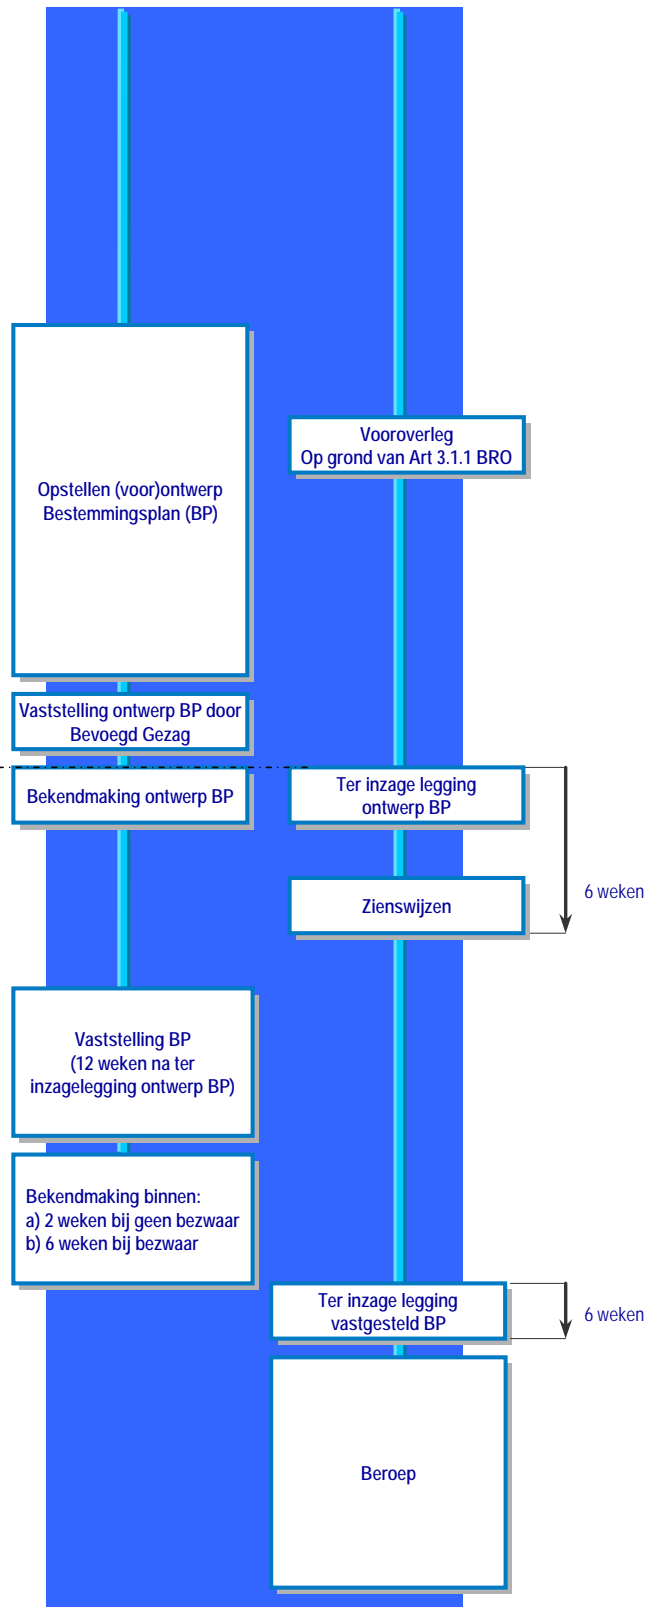 Vooroverleg
Op grond van Art 3.1.1 BRO
Opstellen (voor)ontwerp
Bestemmingsplan (BP)
Vaststelling ontwerp BP door
Bevoegd Gezag
Bekendmaking ontwerp BP
Ter inzage legging
ontwerp BP
Zienswijzen
6 weken
Vaststelling BP
(12 weken na ter
inzagelegging ontwerp BP)
Bekendmaking binnen:
a) 2 weken bij geen bezwaar
b) 6 weken bij bezwaar
Ter inzage legging
vastgesteld BP
6 weken
Beroep